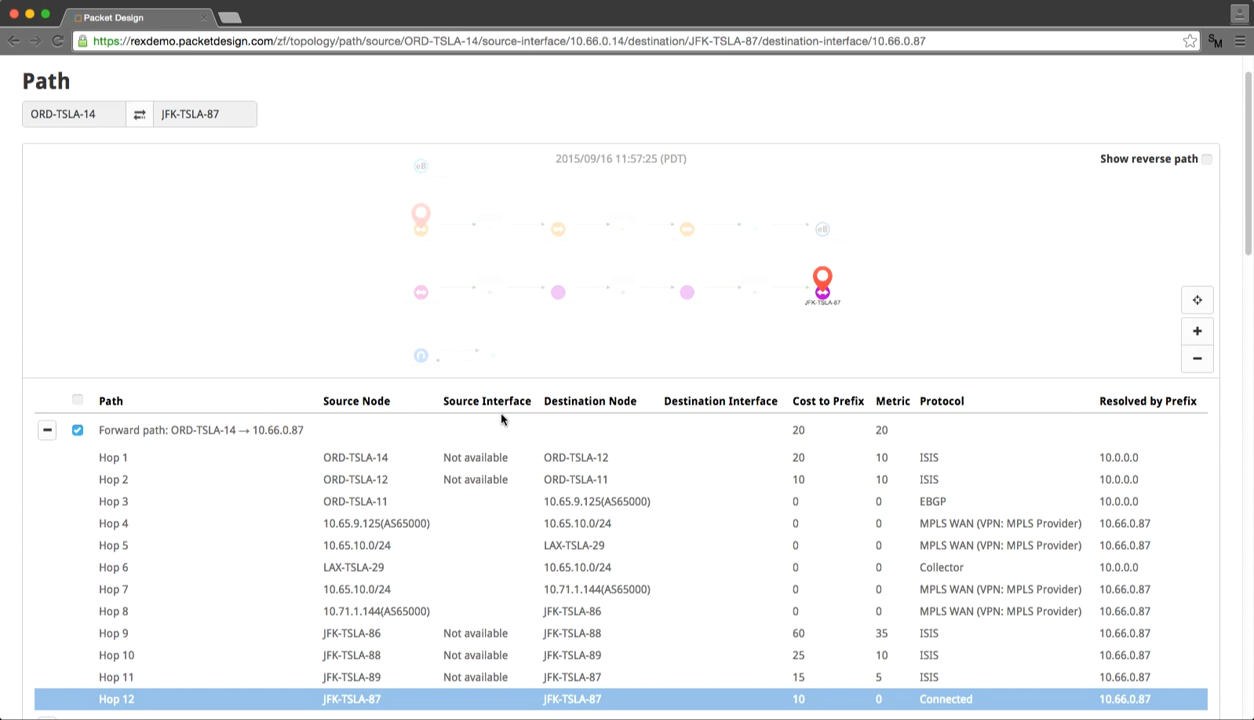 Packet Design
https://rexdemo.packetdesign.com/zf/topology/path/source/ORD-TSLA-14/source-interface/10.66.0.14/destination/JFK-TSLA-87/destination-interface/10.66.0.87
SM
Path
ORD-TSLA-14 JFK-TSLA-87
2015/09/16 11:57:25 (PDT) Show reverse path
eB
eB
JFK-TSLA-87
+
−
Path Source Node Source Interface Destination Node Destination Interface Cost to Prefix Metric Protocol Resolved by Prefix
Forward path: ORD-TSLA-14 → 10.66.0.87 20 20
Hop 1 ORD-TSLA-14 Not available ORD-TSLA-12 20 10 ISIS 10.0.0.0
Hop 2 ORD-TSLA-12 Not available ORD-TSLA-11 10 10 ISIS 10.0.0.0
Hop 3 ORD-TSLA-11 10.65.9.125(AS65000) 0 0 EBGP 10.0.0.0
Hop 4 10.65.9.125(AS65000) 10.65.10.0/24 0 0 MPLS WAN (VPN: MPLS Provider) 10.66.0.87
Hop 5 10.65.10.0/24 LAX-TSLA-29 0 0 MPLS WAN (VPN: MPLS Provider) 10.66.0.87
Hop 6 LAX-TSLA-29 10.65.10.0/24 0 0 Collector 10.0.0.0
Hop 7 10.65.10.0/24 10.71.1.144(AS65000) 0 0 MPLS WAN (VPN: MPLS Provider) 10.66.0.87
Hop 8 10.71.1.144(AS65000) JFK-TSLA-86 0 0 MPLS WAN (VPN: MPLS Provider) 10.66.0.87
Hop 9 JFK-TSLA-86 Not available JFK-TSLA-88 60 35 ISIS 10.66.0.87
Hop 10 JFK-TSLA-88 Not available JFK-TSLA-89 25 10 ISIS 10.66.0.87
Hop 11 JFK-TSLA-89 Not available JFK-TSLA-87 15 5 ISIS 10.66.0.87
Hop 12 JFK-TSLA-87 JFK-TSLA-87 10 0 Connected 10.66.0.87